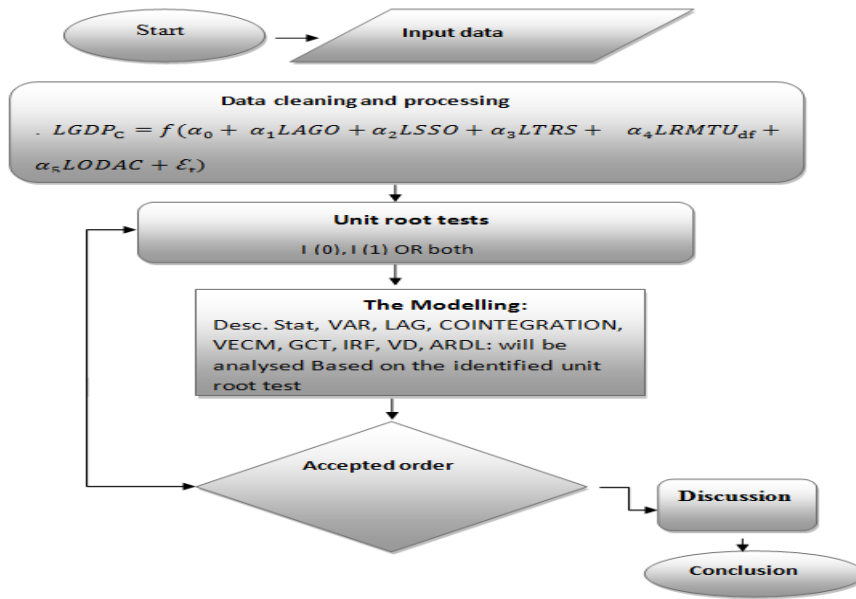 Start
Input data
Data cleaning and processing
. LGDP_C = f(α_0 + α_1LAGO + α_2LSSO + α_3LTRS + α_4LRMTU_df +
α_5LODAC + Ɛ_t)
Unit root tests
I (0), I (1) OR both
The Modelling:
Desc. Stat, VAR, LAG, COINTEGRATION,
VECM, GCT, IRF, VD, ARDL: will be
analysed Based on the identified unit
root test
Accepted order
Discussion
Conclusion